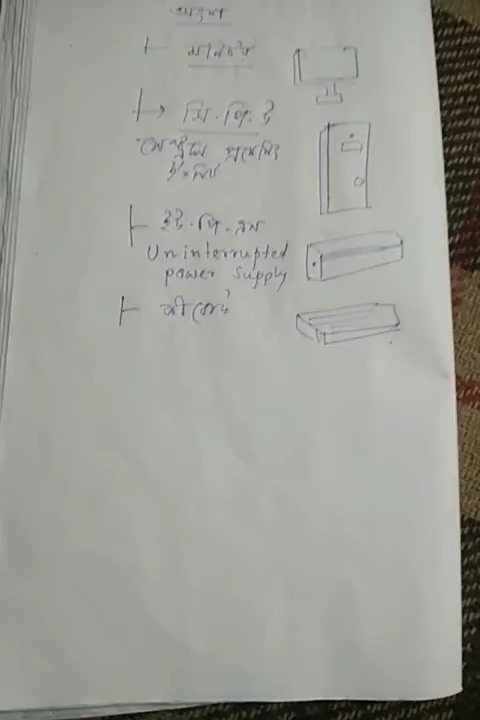 অংশ
মনিটর
সি.পি.ইউ
সেন্ট্রাল প্রসেসিং
ইউনিট
ইউ.পি.এস
Uninterrupted
power supply
কীবোর্ড